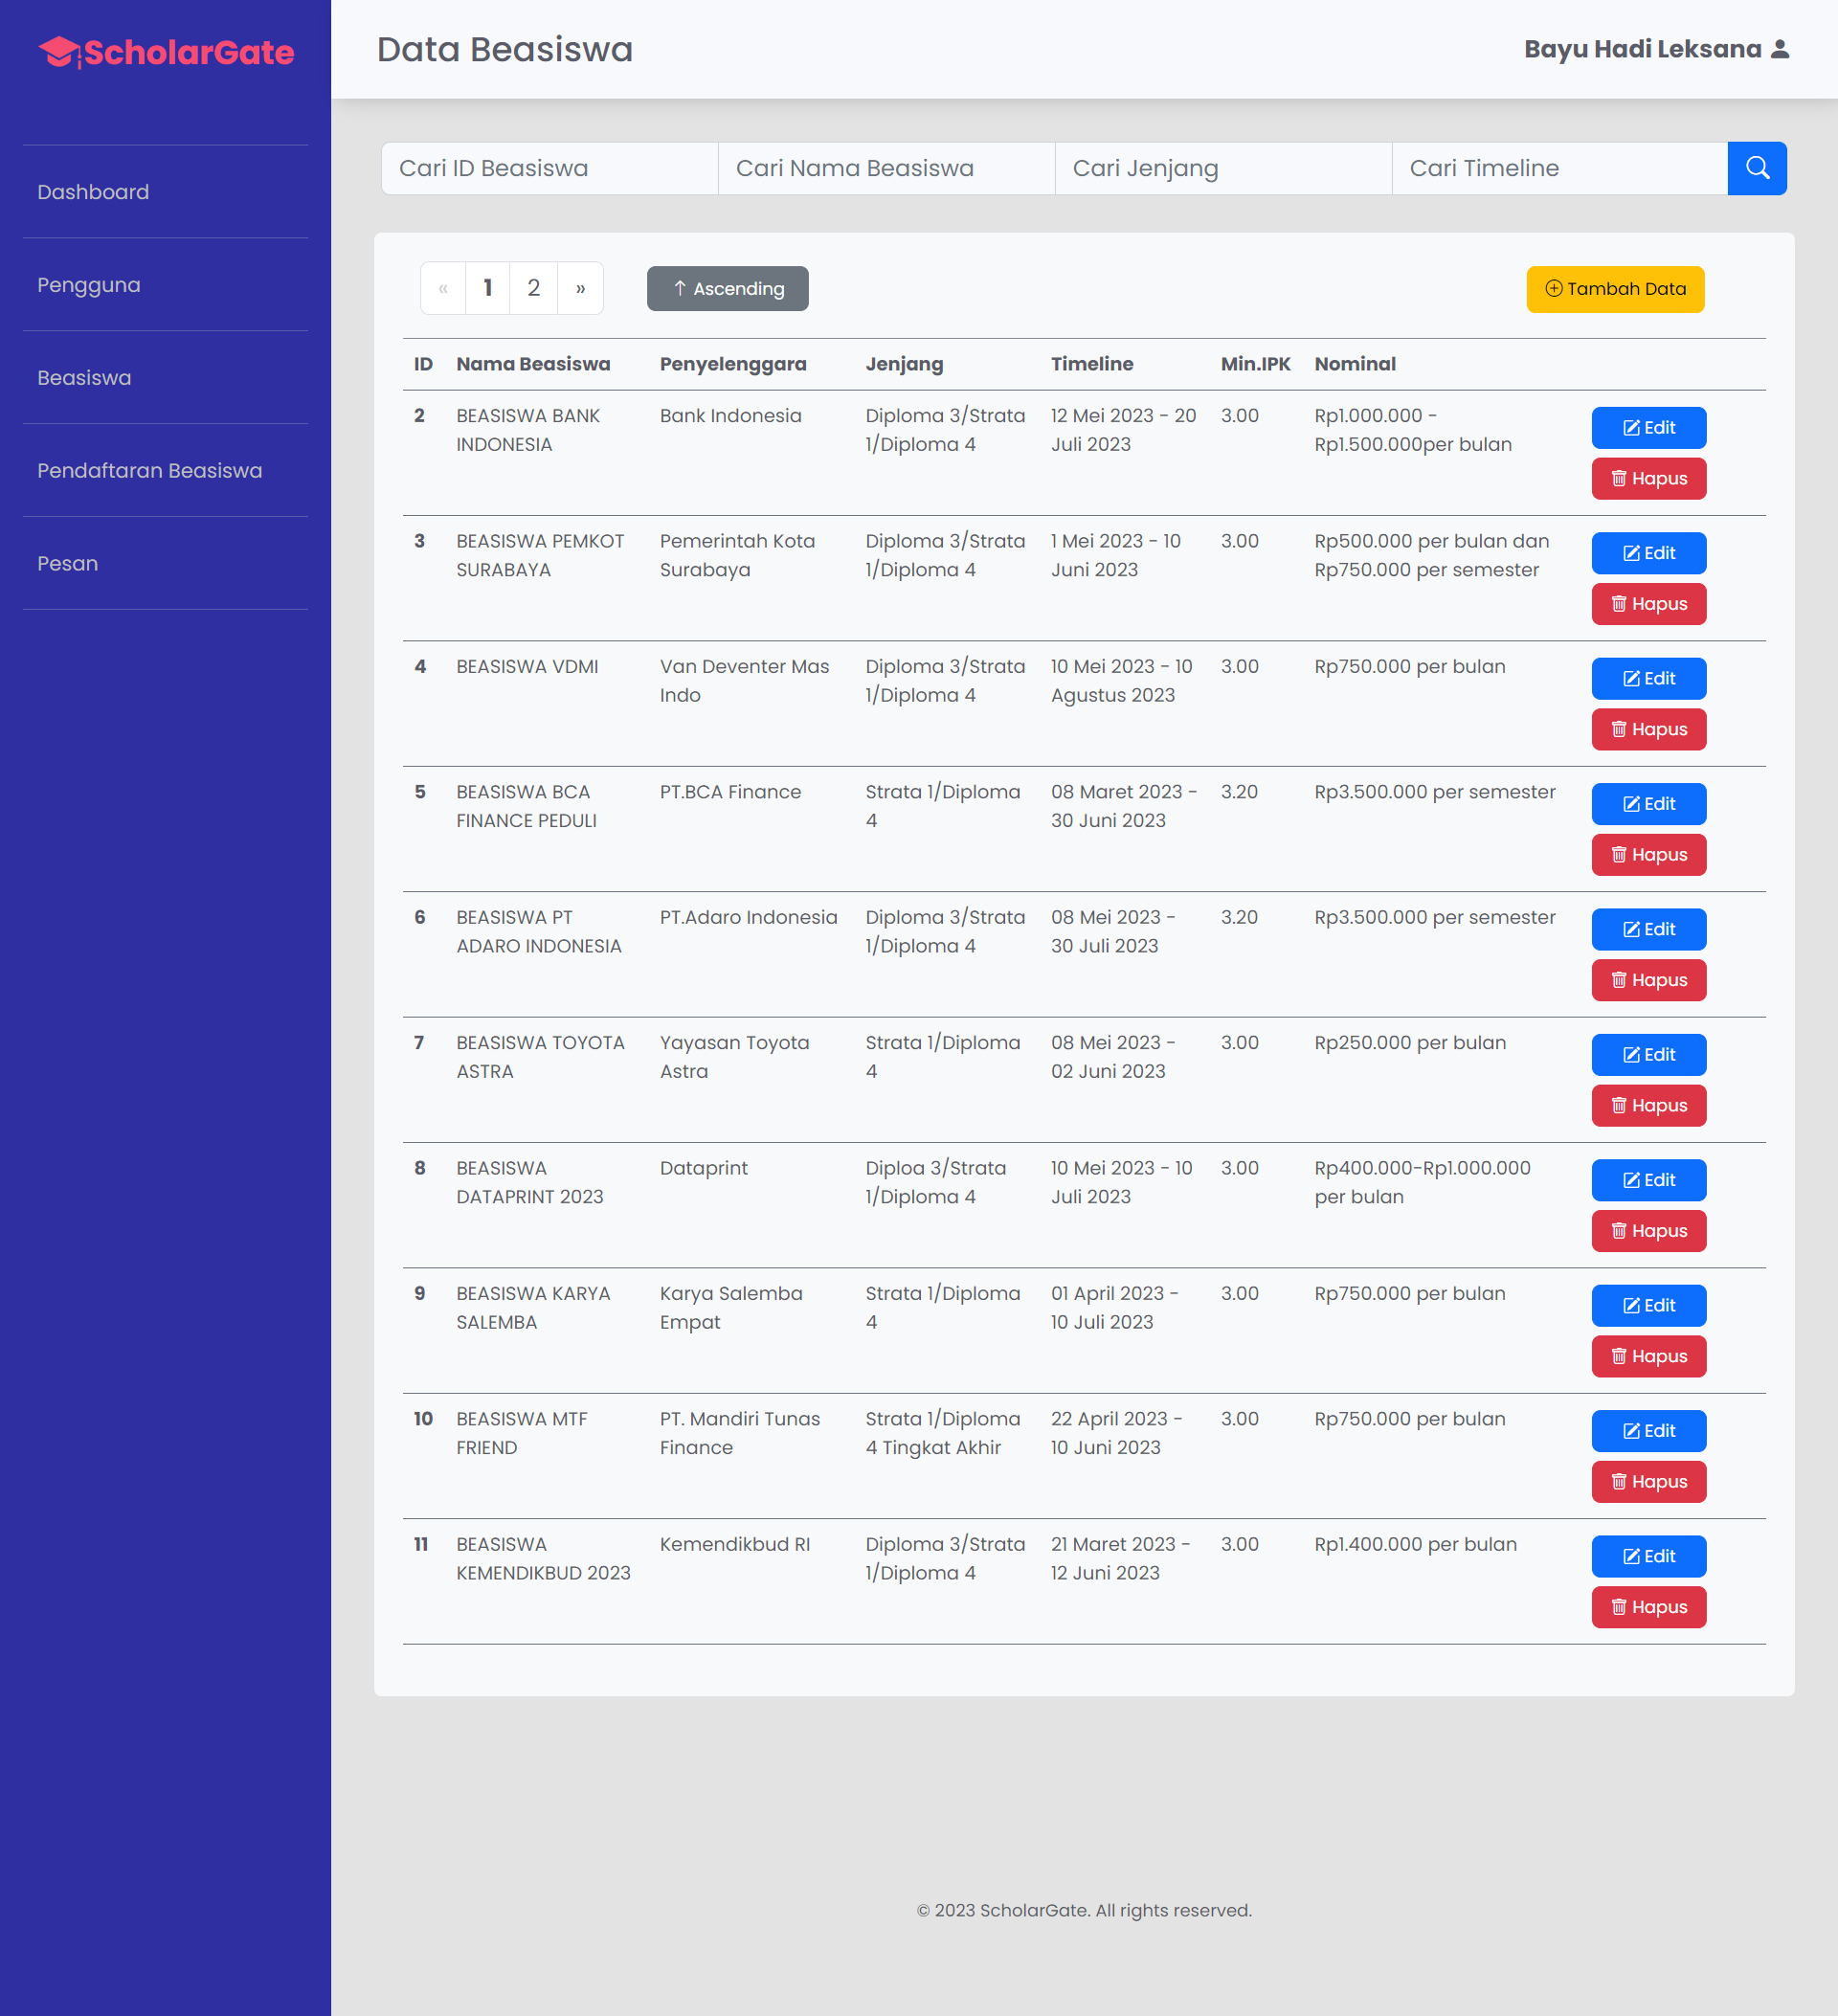 ScholarGate
Data Beasiswa
Bayu Hadi Leksana
Dashboard
Pengguna
Beasiswa
Pendaftaran Beasiswa
Pesan
Cari ID Beasiswa Cari Nama Beasiswa Cari Jenjang Cari Timeline
« 1 2 » Ascending Tambah Data
ID Nama Beasiswa Penyelenggara Jenjang Timeline Min.IPK Nominal
2 BEASISWA BANK Bank Indonesia Diploma 3/Strata 12 Mei 2023 - 20 3.00 Rp1.000.000 - Edit
INDONESIA 1/Diploma 4 Juli 2023 Rp1.500.000per bulan
Hapus
3 BEASISWA PEMKOT Pemerintah Kota Diploma 3/Strata 1 Mei 2023 - 10 3.00 Rp500.000 per bulan dan Edit
SURABAYA Surabaya 1/Diploma 4 Juni 2023 Rp750.000 per semester
Hapus
4 BEASISWA VDMI Van Deventer Mas Diploma 3/Strata 10 Mei 2023 - 10 3.00 Rp750.000 per bulan Edit
Indo 1/Diploma 4 Agustus 2023
Hapus
5 BEASISWA BCA PT.BCA Finance Strata 1/Diploma 08 Maret 2023 - 3.20 Rp3.500.000 per semester Edit
FINANCE PEDULI 4 30 Juni 2023
Hapus
6 BEASISWA PT PT.Adaro Indonesia Diploma 3/Strata 08 Mei 2023 - 3.20 Rp3.500.000 per semester Edit
ADARO INDONESIA 1/Diploma 4 30 Juli 2023
Hapus
7 BEASISWA TOYOTA Yayasan Toyota Strata 1/Diploma 08 Mei 2023 - 3.00 Rp250.000 per bulan Edit
ASTRA Astra 4 02 Juni 2023
Hapus
8 BEASISWA Dataprint Diploa 3/Strata 10 Mei 2023 - 10 3.00 Rp400.000-Rp1.000.000 Edit
DATAPRINT 2023 1/Diploma 4 Juli 2023 per bulan
Hapus
9 BEASISWA KARYA Karya Salemba Strata 1/Diploma 01 April 2023 - 3.00 Rp750.000 per bulan Edit
SALEMBA Empat 4 10 Juli 2023
Hapus
10 BEASISWA MTF PT. Mandiri Tunas Strata 1/Diploma 22 April 2023 - 3.00 Rp750.000 per bulan Edit
FRIEND Finance 4 Tingkat Akhir 10 Juni 2023
Hapus
11 BEASISWA Kemendikbud RI Diploma 3/Strata 21 Maret 2023 - 3.00 Rp1.400.000 per bulan Edit
KEMENDIKBUD 2023 1/Diploma 4 12 Juni 2023
Hapus
© 2023 ScholarGate. All rights reserved.